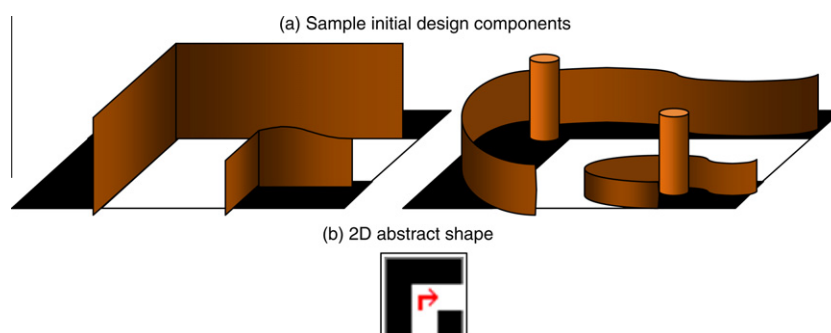 (a) Sample initial design components
(b) 2D abstract shape